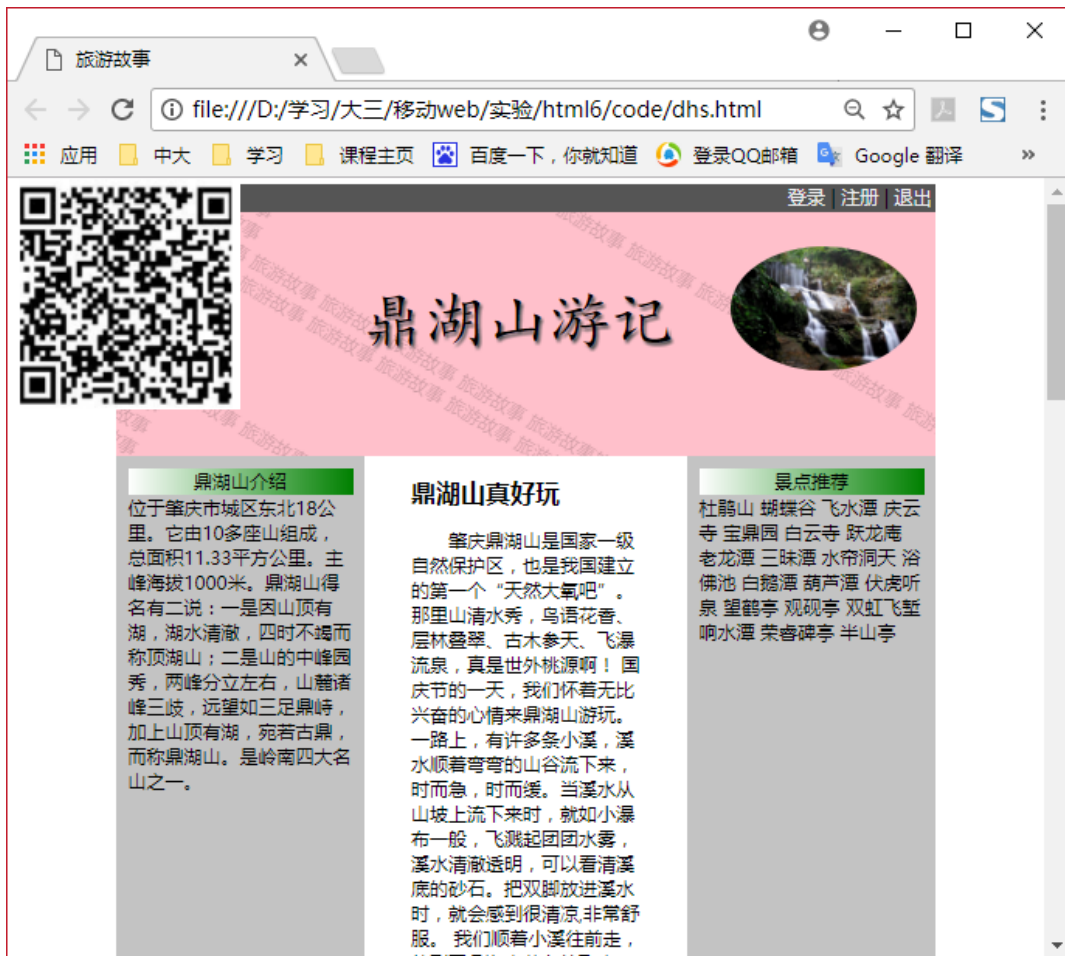 旅游故事
file:///D:/学习/大三/移动web/实验/html6/code/dhs.html
应用 中大 学习 课程主页 百度一下，你就知道 登录QQ邮箱 Google 翻译 »
登录 | 注册 | 退出
鼎湖山游记
旅游故事 旅游故事 旅游故事 旅游故事
鼎湖山介绍
位于肇庆市城区东北18公
里。它由10多座山组成，
总面积11.33平方公里。主
峰海拔1000米。鼎湖山得
名有二说：一是因山顶有
湖，湖水清澈，四时不竭而
称顶湖山；二是山的中峰园
秀，两峰分立左右，山麓诸
峰三歧，远望如三足鼎峙，
加上山顶有湖，宛若古鼎，
而称鼎湖山。是岭南四大名
山之一。
鼎湖山真好玩
肇庆鼎湖山是国家一级
自然保护区，也是我国建立
的第一个“天然大氧吧”。
那里山清水秀，鸟语花香、
层林叠翠、古木参天、飞瀑
流泉，真是世外桃源啊！ 国
庆节的一天，我们怀着无比
兴奋的心情来鼎湖山游玩。
一路上，有许多条小溪，溪
水顺着弯弯的山谷流下来，
时而急，时而缓。当溪水从
山坡上流下来时，就如小瀑
布一般，飞溅起团团水雾，
溪水清澈透明，可以看清溪
底的砂石。把双脚放进溪水
时，就会感到很清凉,非常舒
服。 我们顺着小溪往前走，
景点推荐
杜鹃山 蝴蝶谷 飞水潭 庆云
寺 宝鼎园 白云寺 跃龙庵
老龙潭 三昧潭 水帘洞天 浴
佛池 白鹅潭 葫芦潭 伏虎听
泉 望鹤亭 观砚亭 双虹飞堑
响水潭 荣睿碑亭 半山亭